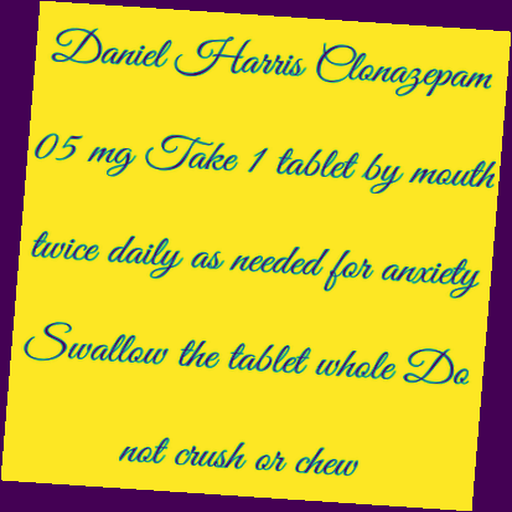 Daniel Harris Clonazepam
05 mg Take 1 tablet by mouth
twice daily as needed for anxiety
Swallow the tablet whole Do
not crush or chew